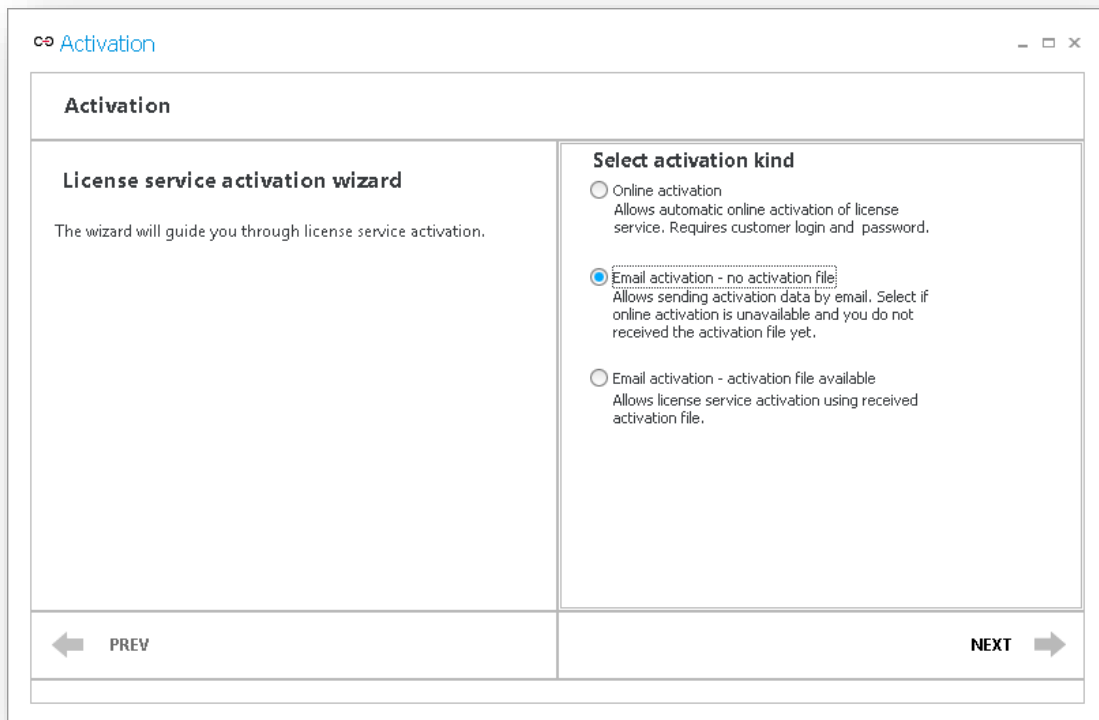 Activation
Activation
License service activation wizard
The wizard will guide you through license service activation.
Select activation kind
Online activation
Allows automatic online activation of license
service. Requires customer login and password.
Email activation - no activation file
Allows sending activation data by email. Select if
online activation is unavailable and you do not
received the activation file yet.
Email activation - activation file available
Allows license service activation using received
activation file.
PREV
NEXT